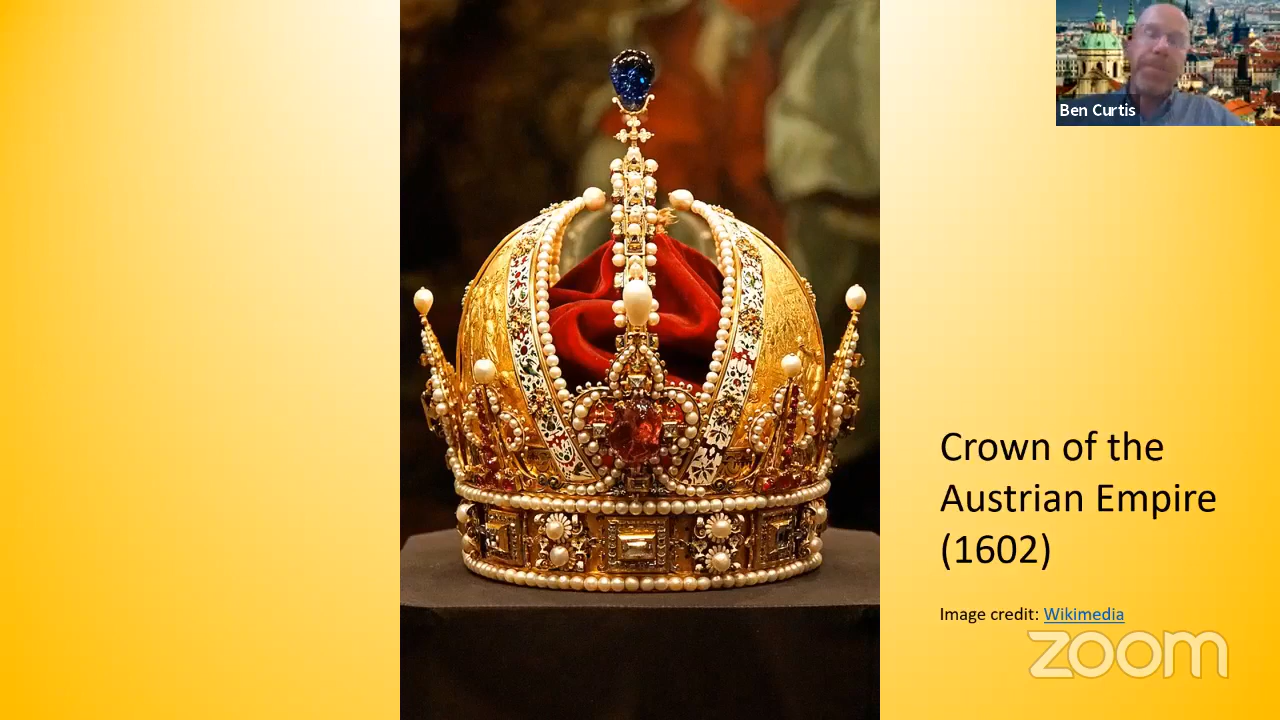 Ben Curtis
Crown of the
Austrian Empire
(1602)
Image credit: Wikimedia
zoom